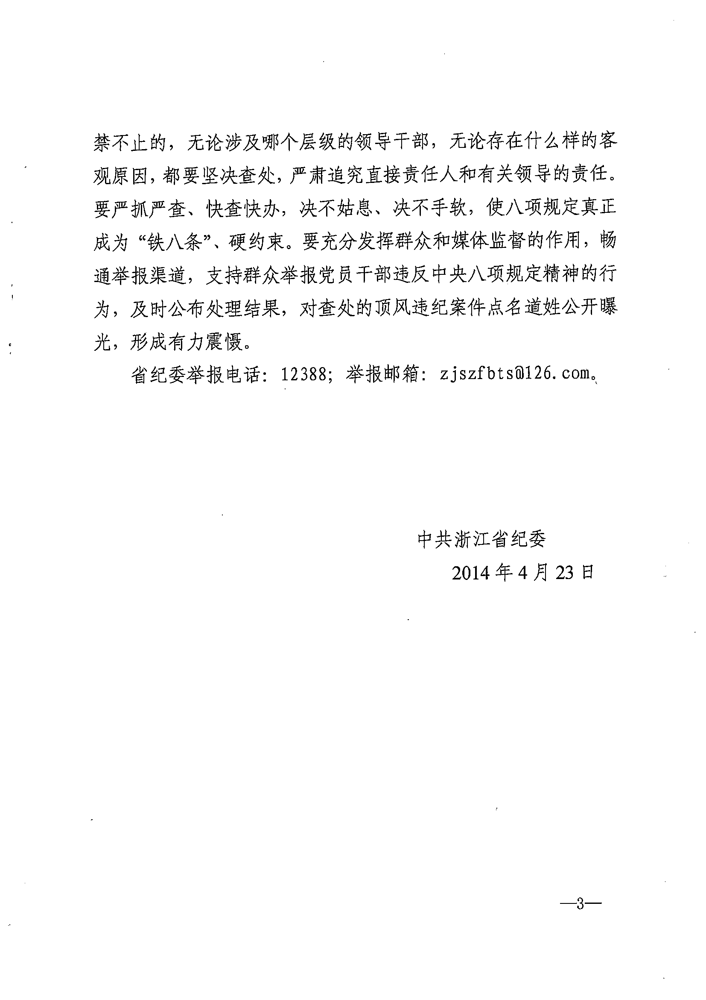 禁不止的，无论涉及哪个层级的领导干部，无论存在什么样的客
观原因，都要坚决查处，严肃追究直接责任人和有关领导的责任。
要严抓严查、快查快办，决不姑息、决不手软，使八项规定真正
成为“铁八条”、硬约束。要充分发挥群众和媒体监督的作用，畅
通举报渠道，支持群众举报党员干部违反中央八项规定精神的行
为，及时公布处理结果，对查处的顶风违纪案件点名道姓公开曝
光，形成有力震慑。
省纪委举报电话：12388；举报邮箱：zjszfbts@126.com。
中共浙江省纪委
2014 年 4 月 23 日
—3—